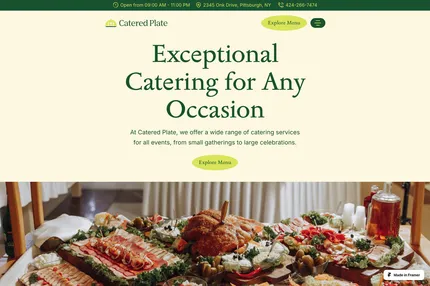 Open from 09:00 AM - 11:00 PM
2345 Onk Drive, Pittsburgh, NY
424-286-7474
Catered Plate
Explore Menu
Exceptional
Catering for Any
Occasion
At Catered Plate, we offer a wide range of catering services
for all events, from small gatherings to large celebrations.
Explore Menu
Made in Framer